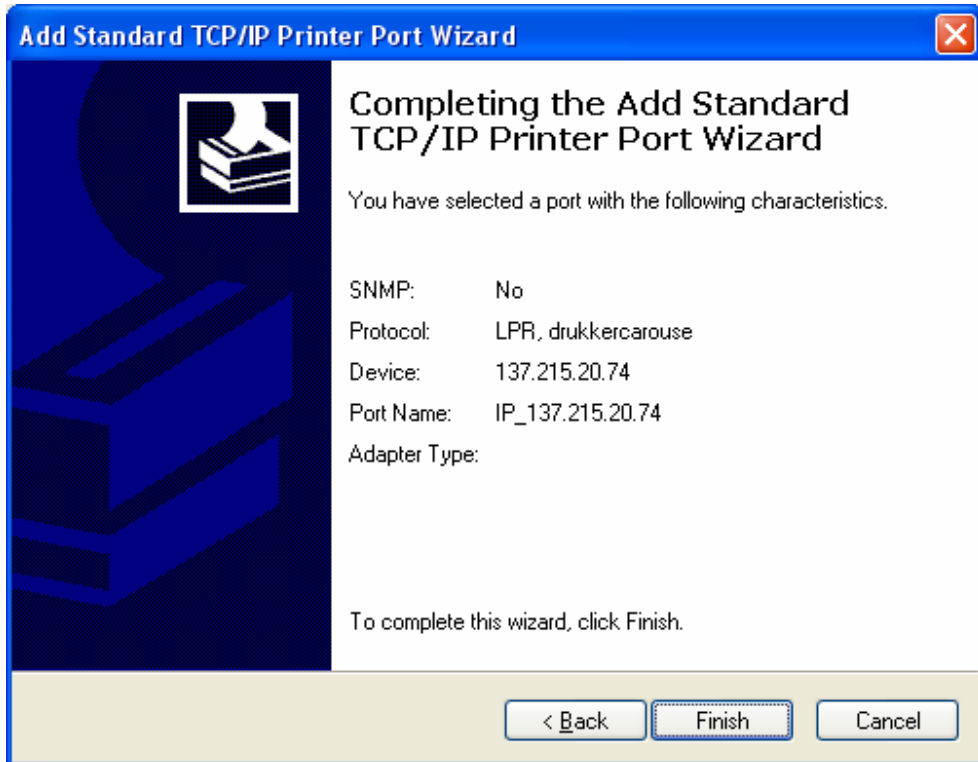 Add Standard TCP/IP Printer Port Wizard
Completing the Add Standard
TCP/IP Printer Port Wizard
You have selected a port with the following characteristics.
SNMP: No
Protocol: LPR, drukkercarouse
Device: 137.215.20.74
Port Name: IP_137.215.20.74
Adapter Type:
To complete this wizard, click Finish.
< Back Finish Cancel